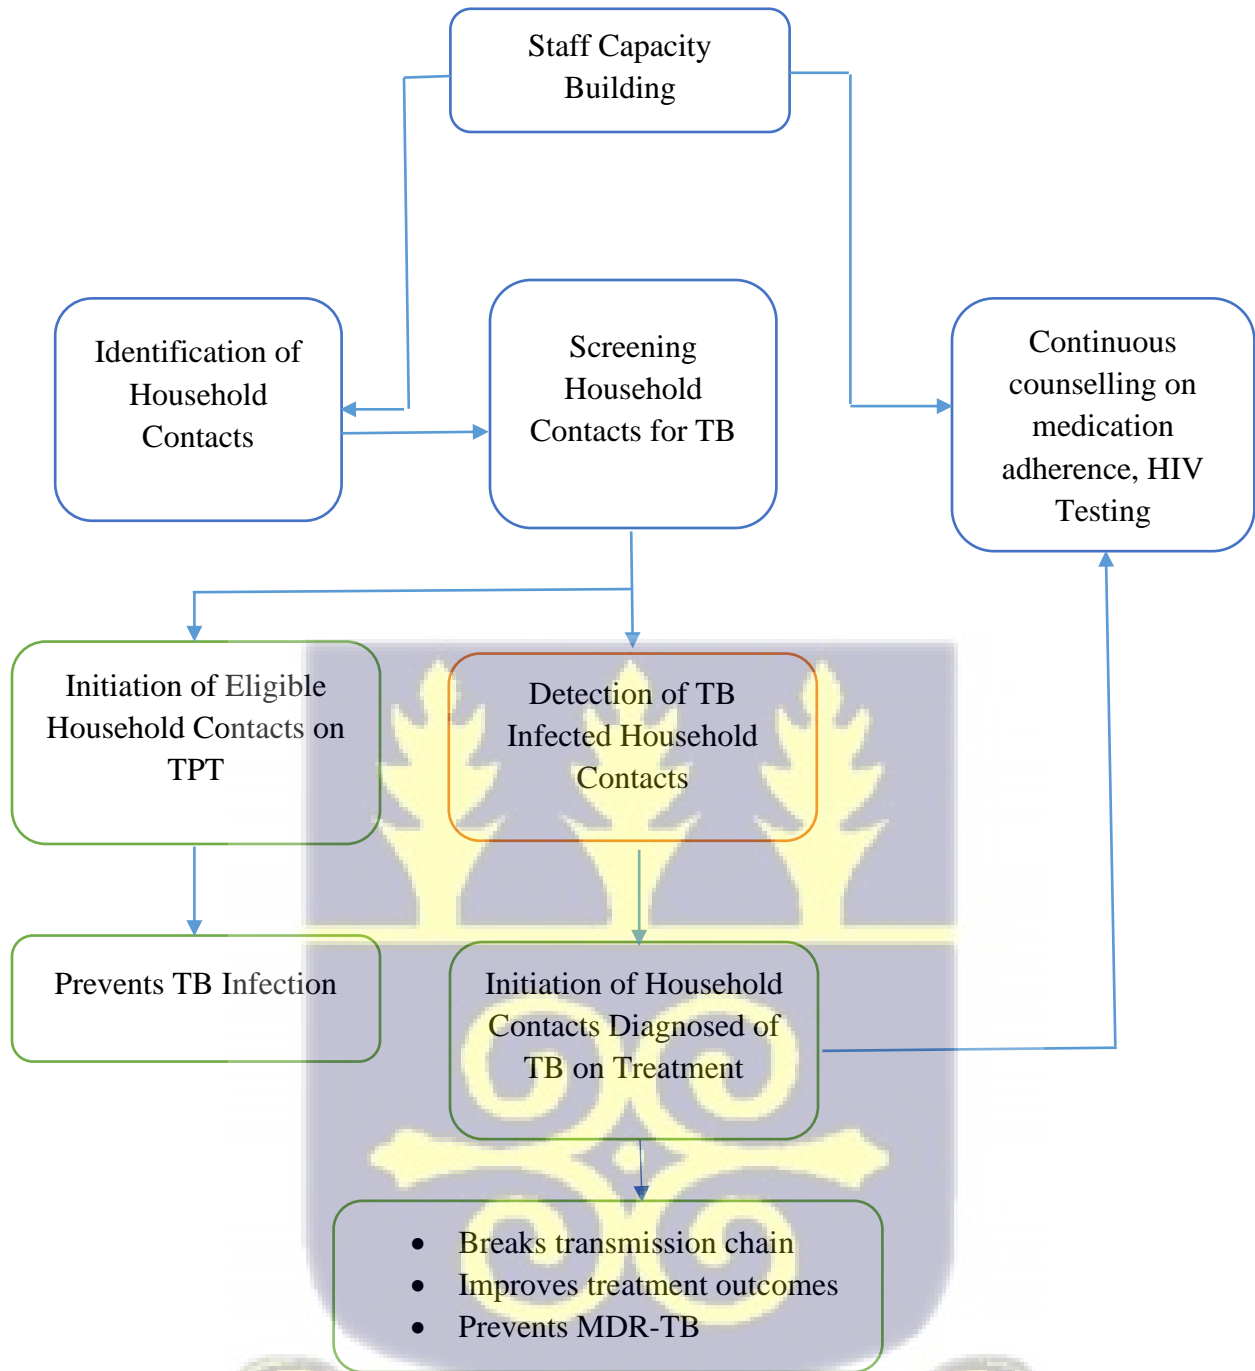 Staff Capacity
Building
Identification of
Household
Contacts
Screening
Household
Contacts for TB
Continuous
counselling on
medication
adherence, HIV
Testing
Initiation of Eligible
Household Contacts on
TPT
Detection of TB
Infected Household
Contacts
Prevents TB Infection
Initiation of Household
Contacts Diagnosed of
TB on Treatment
• Breaks transmission chain
• Improves treatment outcomes
• Prevents MDR-TB